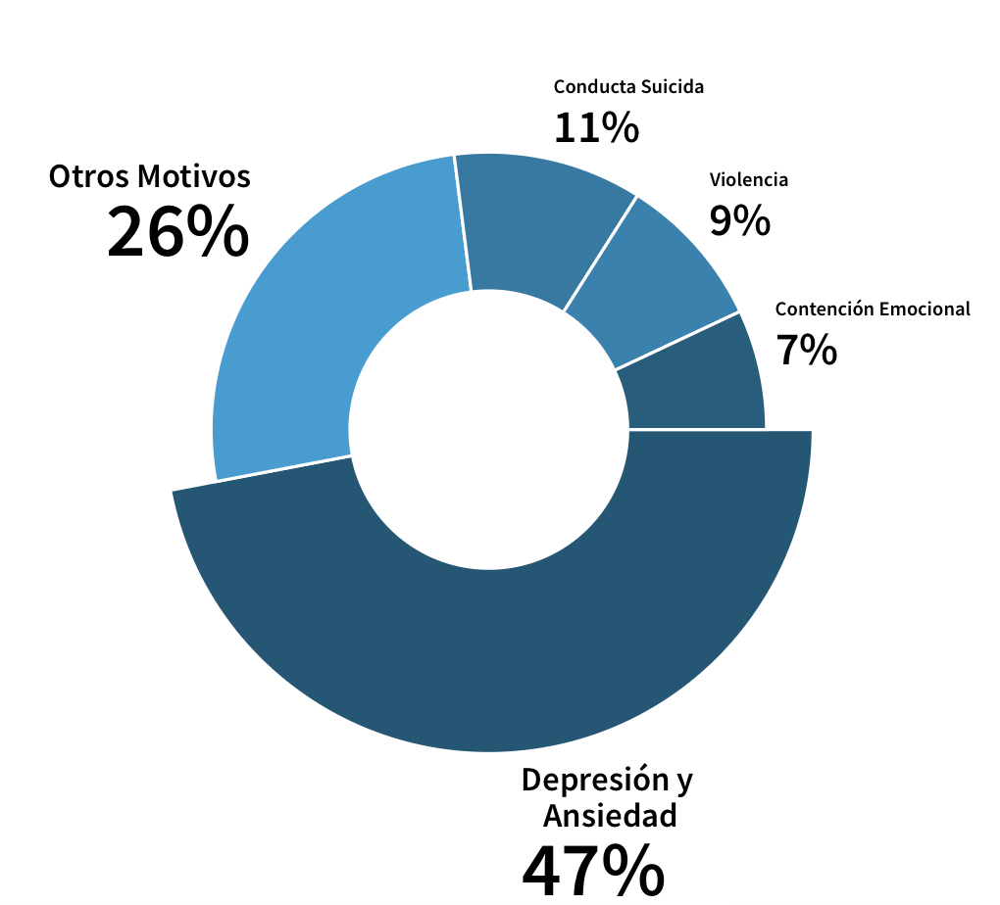 Conducta Suicida
11%
Otros Motivos
26%
Violencia
9%
Contención Emocional
7%
Depresión y
Ansiedad
47%